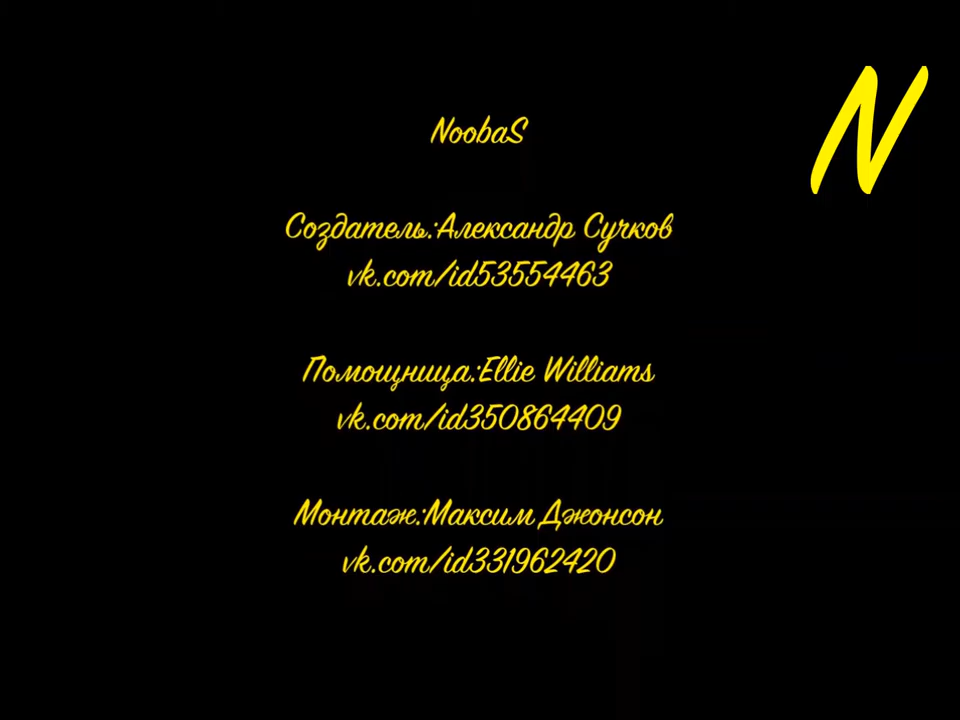 N
NoobaS
Создатель:Александр Сучков
vk.com/id53554463
Помощница:Ellie Williams
vk.com/id350864409
Монтаж:Максим Джонсон
vk.com/id331962420